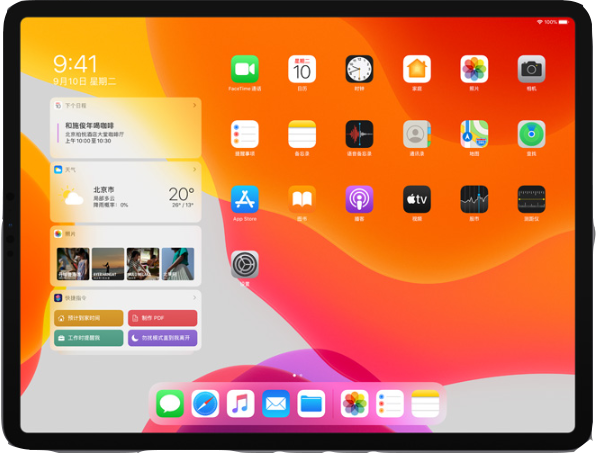 100%
9:41
9月10日 星期二
下个日程
和施俊年喝咖啡
北京柏悦酒店大堂咖啡厅
上午 10:00 至 10:30
天气
北京市
局部多云
降雨概率：0%
20°
26° / 13°
照片
快捷指令
预计到家时间
制作 PDF
工作时提醒我
勿扰模式直到我离开
FaceTime 通话
星期二
10
日历
时钟
家庭
照片
相机
提醒事项
备忘录
语音备忘录
通讯录
地图
查找
App Store
图书
播客
tv
视频
股市
测距仪
设置